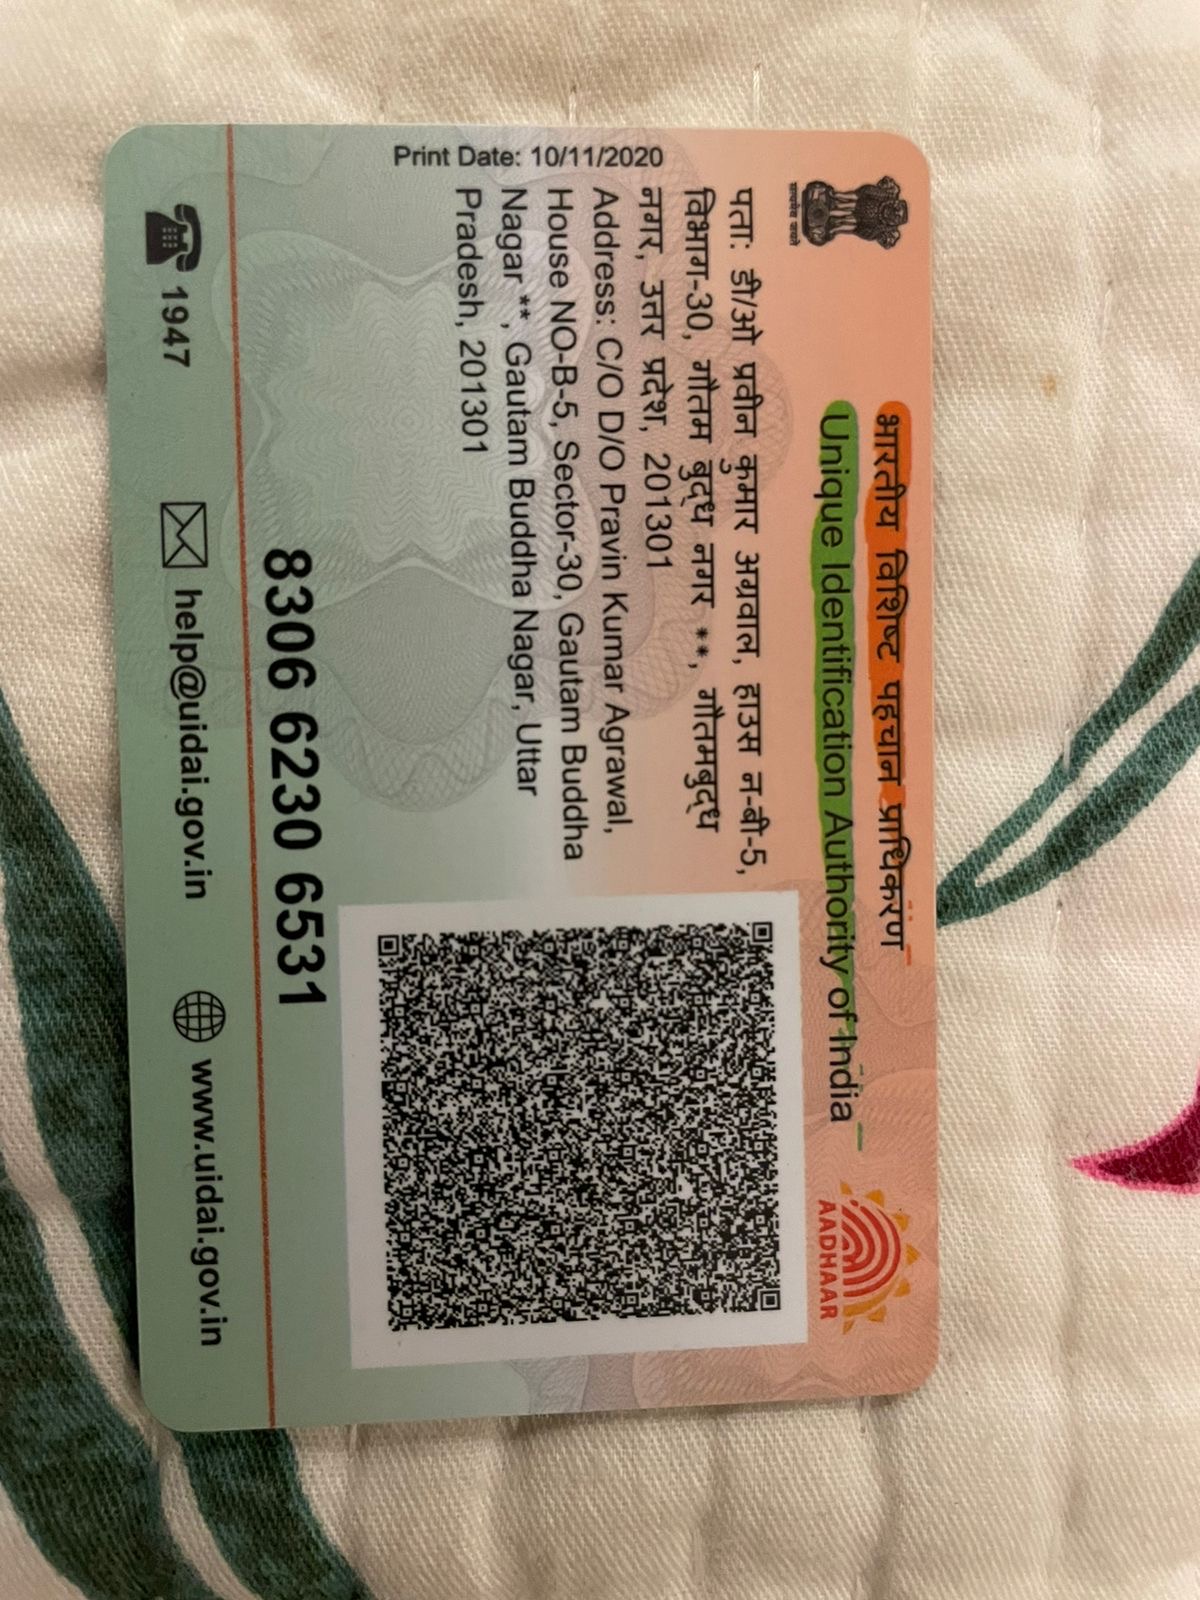 सत्यमेव जयते
भारतीय विशिष्ट पहचान प्राधिकरण
Unique Identification Authority of India
AADHAAR
पता: डी/ओ प्रवीन कुमार अग्रवाल, हाउस न-बी-5,
विभाग-30, गौतम बुद्ध नगर **, गौतमबुद्ध
नगर, उत्तर प्रदेश, 201301
Address: C/O D/O Pravin Kumar Agrawal,
House NO-B-5, Sector-30, Gautam Buddha
Nagar **, Gautam Buddha Nagar, Uttar
Pradesh, 201301
Print Date: 10/11/2020
8306 6230 6531
1947
help@uidai.gov.in
www.uidai.gov.in